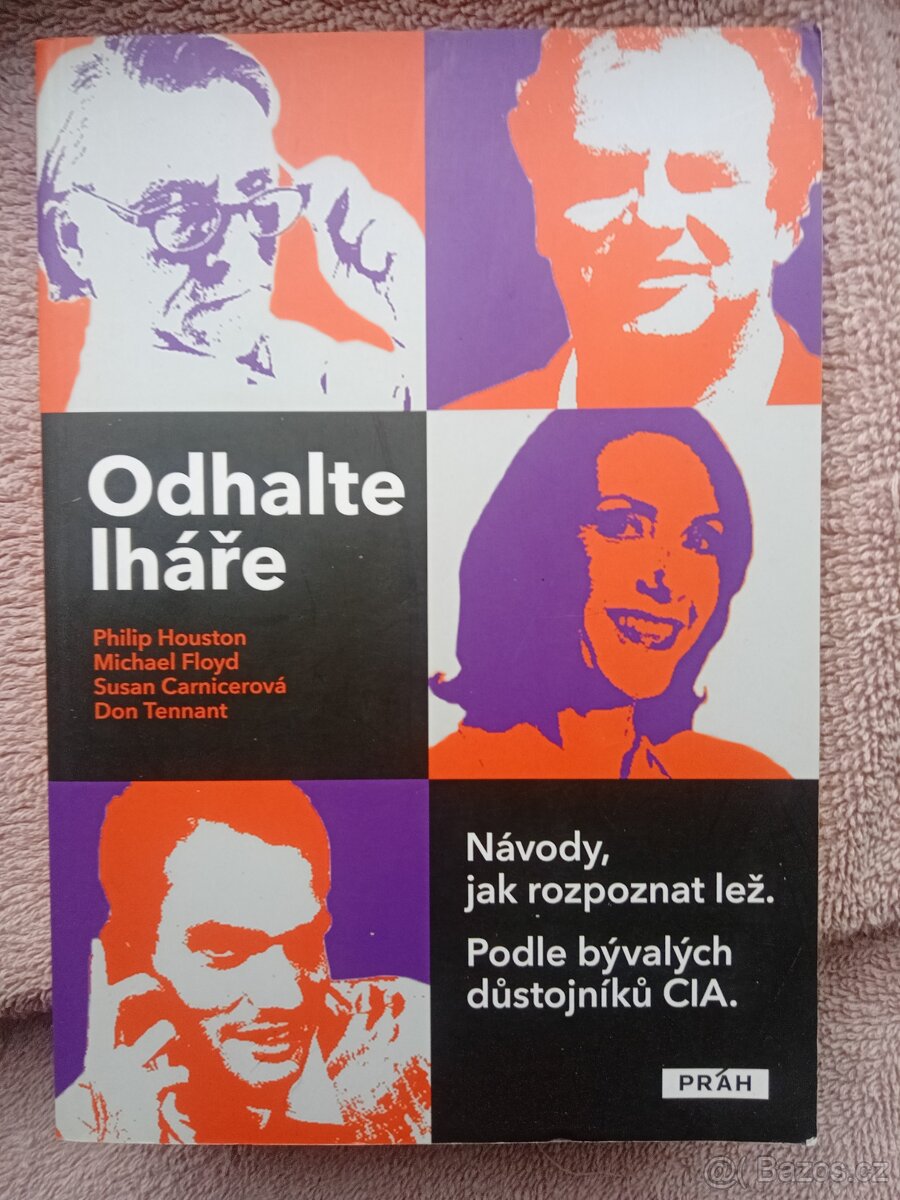 Odhalte
lháře
Philip Houston
Michael Floyd
Susan Carnicerová
Don Tennant
Návody,
jak rozpoznat lež.
Podle bývalých
důstojníků CIA.
PRÁH
@ Bazos.cz